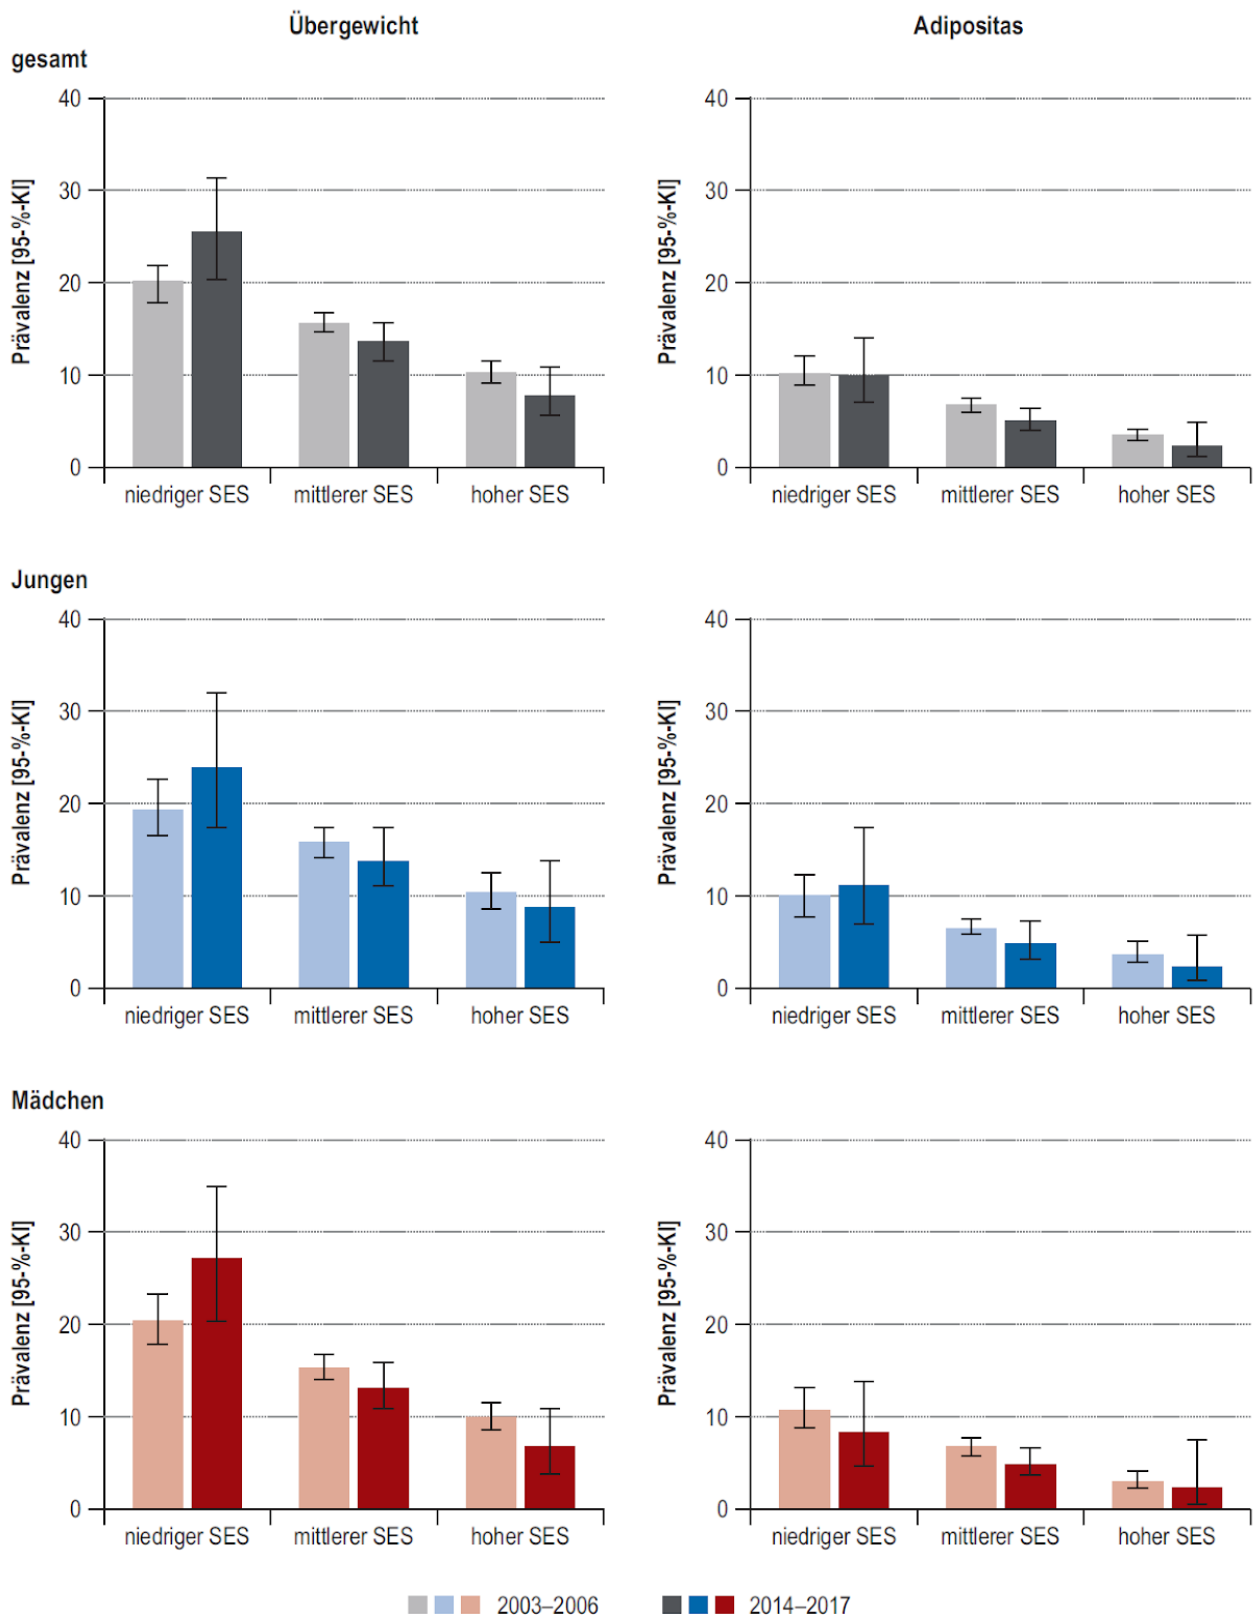 Übergewicht
Adipositas
gesamt
Prävalenz [95-%-KI]
40
30
20
10
0
niedriger SES
mittlerer SES
hoher SES
Prävalenz [95-%-KI]
40
30
20
10
0
niedriger SES
mittlerer SES
hoher SES
Jungen
Prävalenz [95-%-KI]
40
30
20
10
0
niedriger SES
mittlerer SES
hoher SES
Prävalenz [95-%-KI]
40
30
20
10
0
niedriger SES
mittlerer SES
hoher SES
Mädchen
Prävalenz [95-%-KI]
40
30
20
10
0
niedriger SES
mittlerer SES
hoher SES
Prävalenz [95-%-KI]
40
30
20
10
0
niedriger SES
mittlerer SES
hoher SES
2003–2006
2014–2017